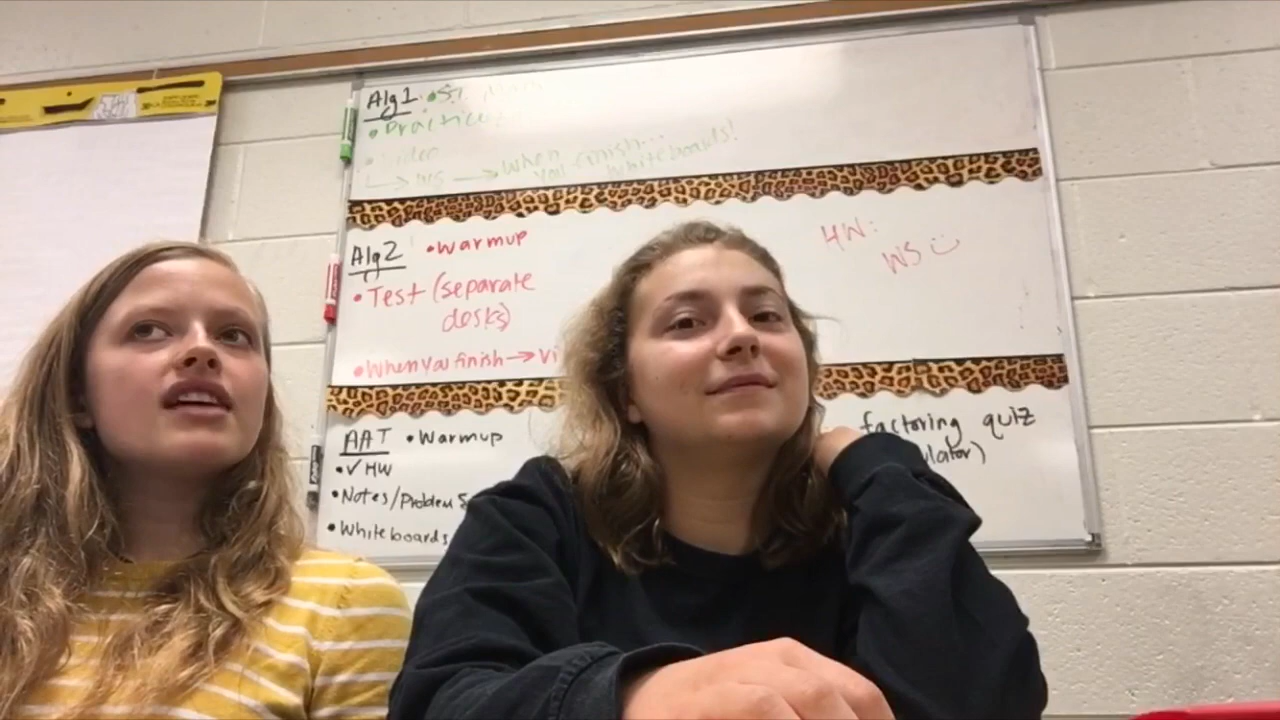 Alg1
• Practice
when
you finish...
WS → whiteboards!
Alg2 • Warmup
• Test (separate
desks)
• When you finish →
HW:
WS
AAT • Warmup
• ✓ HW
• Notes/Problem
• Whiteboards
factoring quiz